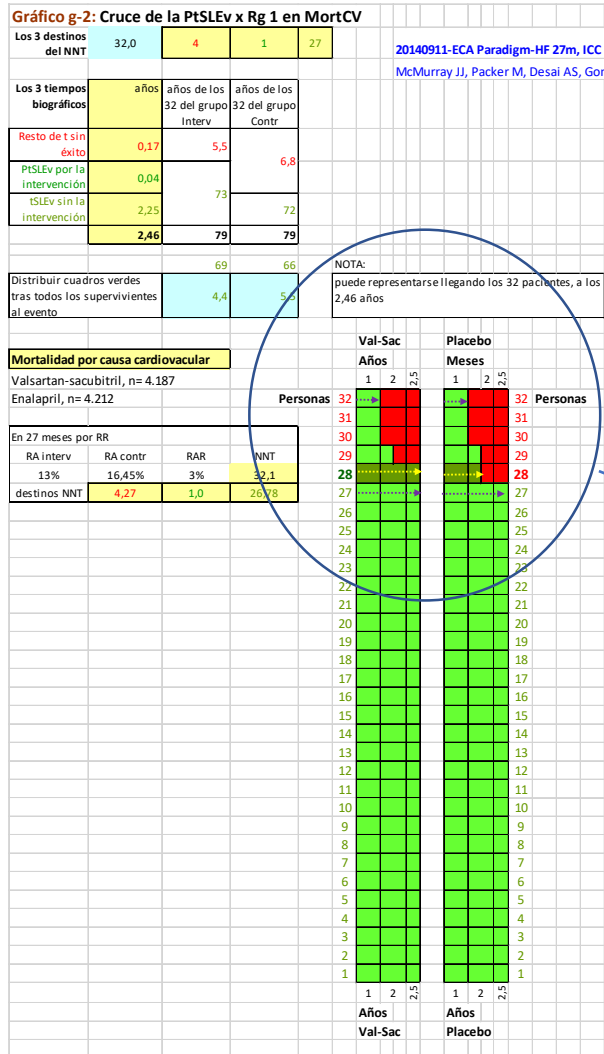 Gráfico g-2: Cruce de la PtSLEv x Rg 1 en MortCV
Los 3 destinos del NNT 32,0 4 1 27
20140911-ECA Paradigm-HF 27m, ICC
McMurray JJ, Packer M, Desai AS, Gor
Los 3 tiempos biográficos
años
años de los 32 del grupo Interv
años de los 32 del grupo Contr
Resto de t sin éxito 0,17 5,5
6,8
PtSLEv por la intervención 0,04
73
tSLEv sin la intervención 2,25 72
2,46 79 79
69 66
NOTA:
Distribuir cuadros verdes tras todos los supervivientes al evento 4,4
puede representarse llegando los 32 pacientes, a los 2,46 años
Val-Sac Placebo
Mortalidad por causa cardiovacular
Años Meses
Valsartan-sacubitril, n= 4.187
1 2 2,5 1 2 2,5
Enalapril, n= 4.212
Personas 32 32 Personas
31 31
30 30
En 27 meses por RR
29 29
RA interv RA contr RAR NNT
28 28
13% 16,45% 3% 32,1
27 27
destinos NNT 4,27 1,0 26,78
26 26
25 25
24 24
23 23
22 22
21 21
20 20
19 19
18 18
17 17
16 16
15 15
14 14
13 13
12 12
11 11
10 10
9 9
8 8
7 7
6 6
5 5
4 4
3 3
2 2
1 1
1 2 2,5 1 2 2,5
Años Años
Val-Sac Placebo